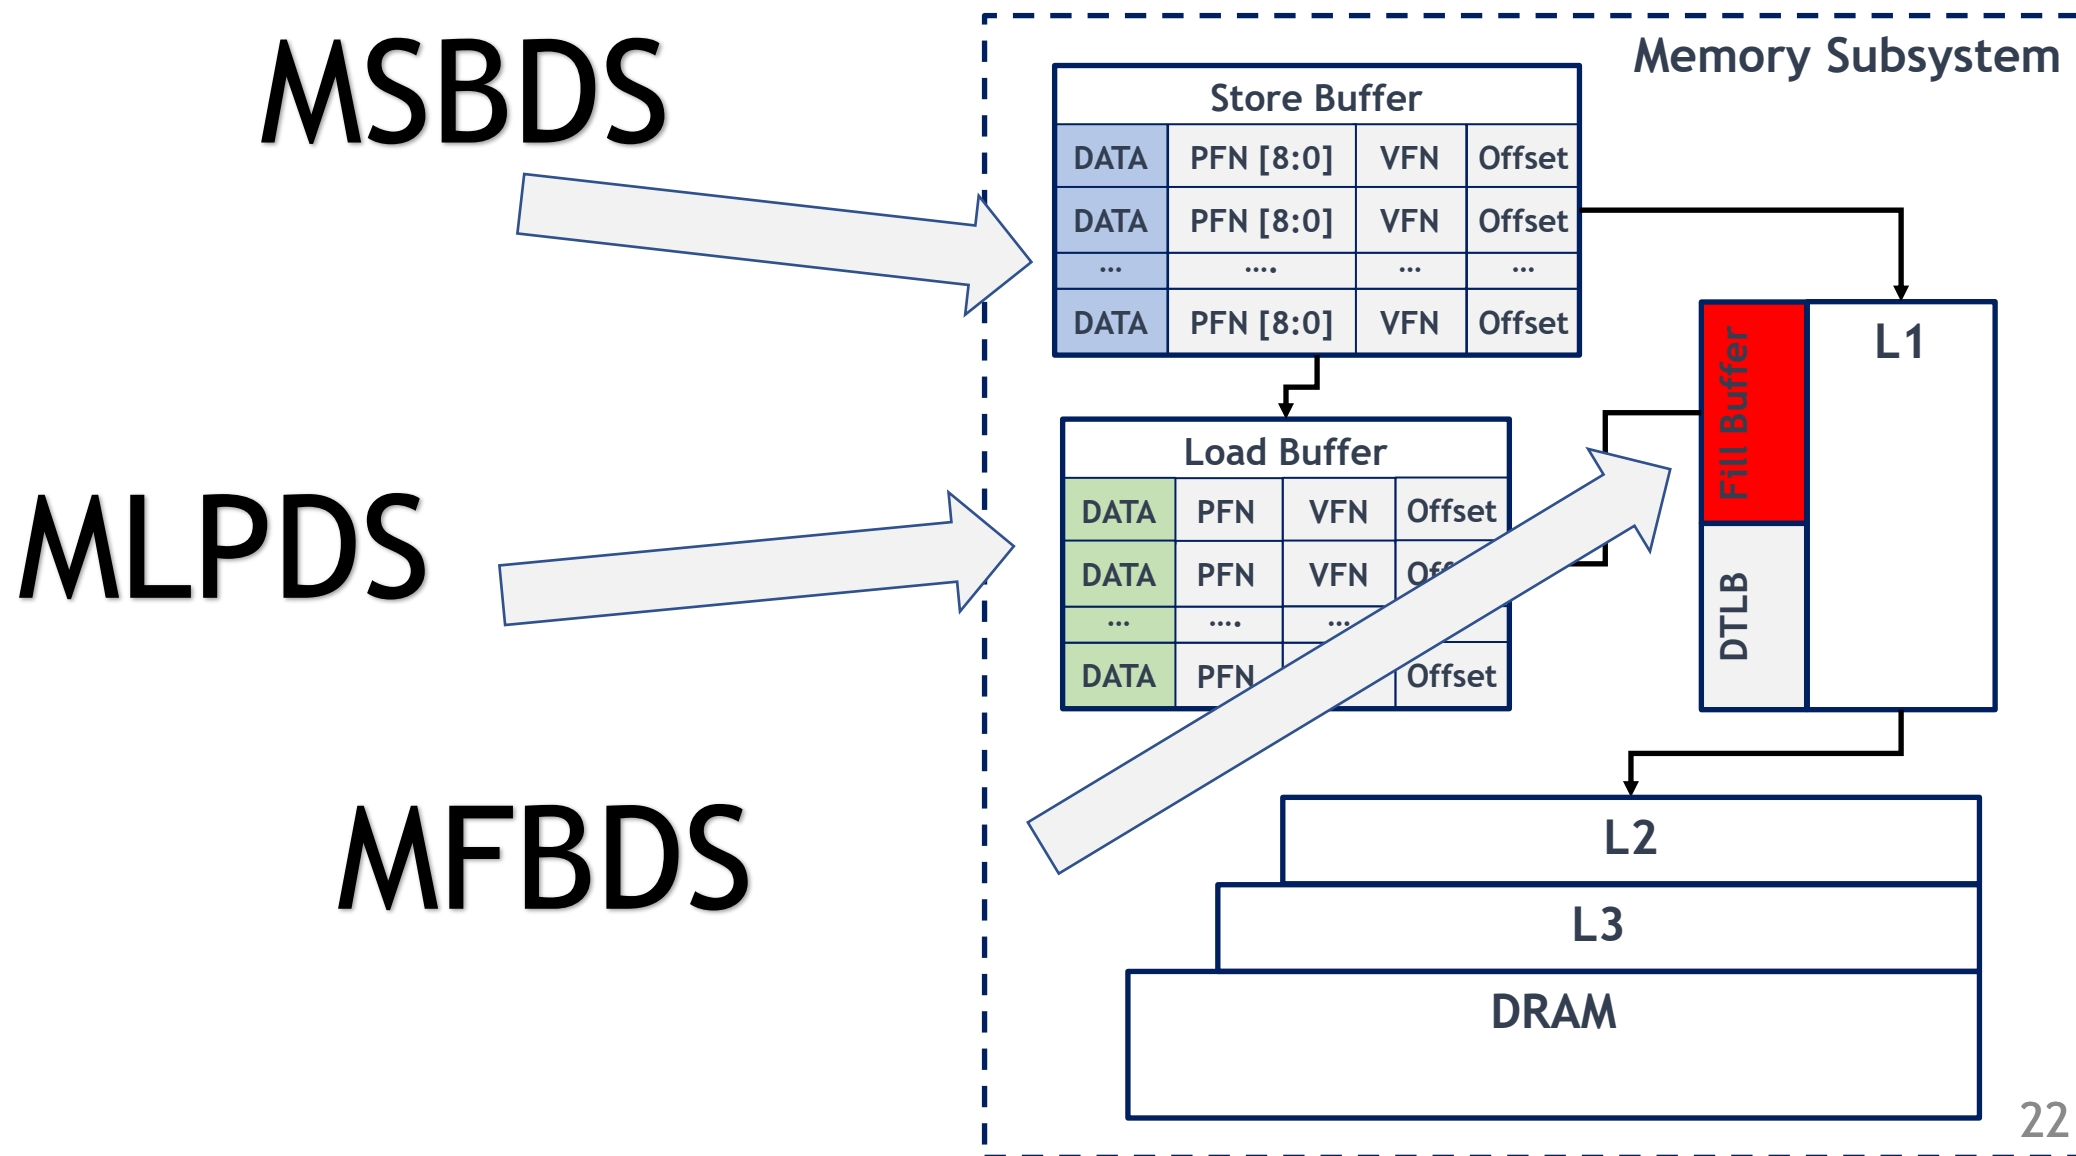 MSBDS
MLPDS
MFBDS
Memory Subsystem
Store Buffer
DATA PFN [8:0] VFN Offset
DATA PFN [8:0] VFN Offset
... .... ... ...
DATA PFN [8:0] VFN Offset
Load Buffer
DATA PFN VFN Offset
DATA PFN VFN
... .... ...
DATA PFN Offset
Fill Buffer
DTLB
L1
L2
L3
DRAM
22